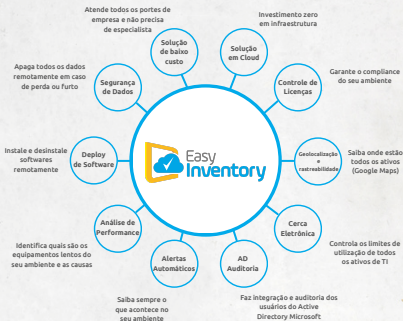 Atende todos os portes de
empresa e não precisa
de especialista
Solução
de baixo
custo
Investimento zero
em infraestrutura
Solução
em Cloud
Apaga todos os dados
remotamente em caso
de perda ou furto
Segurança
de Dados
Controle de
Licenças
Garante o compliance
do seu ambiente
Instale e desinstale
softwares
remotamente
Deploy
de Software
Easy
Inventory
Geolocalização
e
rastreabilidade
Saiba onde estão
todos os ativos
(Google Maps)
Análise de
Performance
Identifica quais são os
equipamentos lentos do
seu ambiente e as causas
Cerca
Eletrônica
Controla os limites de
utilização de todos
os ativos de TI
Alertas
Automáticos
Saiba sempre o
que acontece no
seu ambiente
AD
Auditoria
Faz integração e auditoria dos
usuários do Active
Directory Microsoft